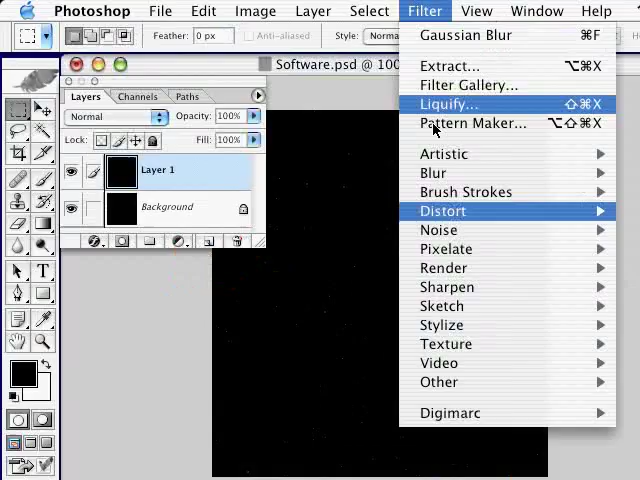 Photoshop File Edit Image Layer Select Filter View Window Help
Feather: 0 px Anti-aliased Style: Norma
Software.psd @ 100
Layers Channels Paths
Normal Opacity: 100%
Lock: Fill: 100%
Layer 1
Background
T
Gaussian Blur ⌘F
Extract... ⌥⌘X
Filter Gallery...
Liquify... ⇧⌘X
Pattern Maker... ⌥⇧⌘X
Artistic
Blur
Brush Strokes
Distort
Noise
Pixelate
Render
Sharpen
Sketch
Stylize
Texture
Video
Other
Digimarc